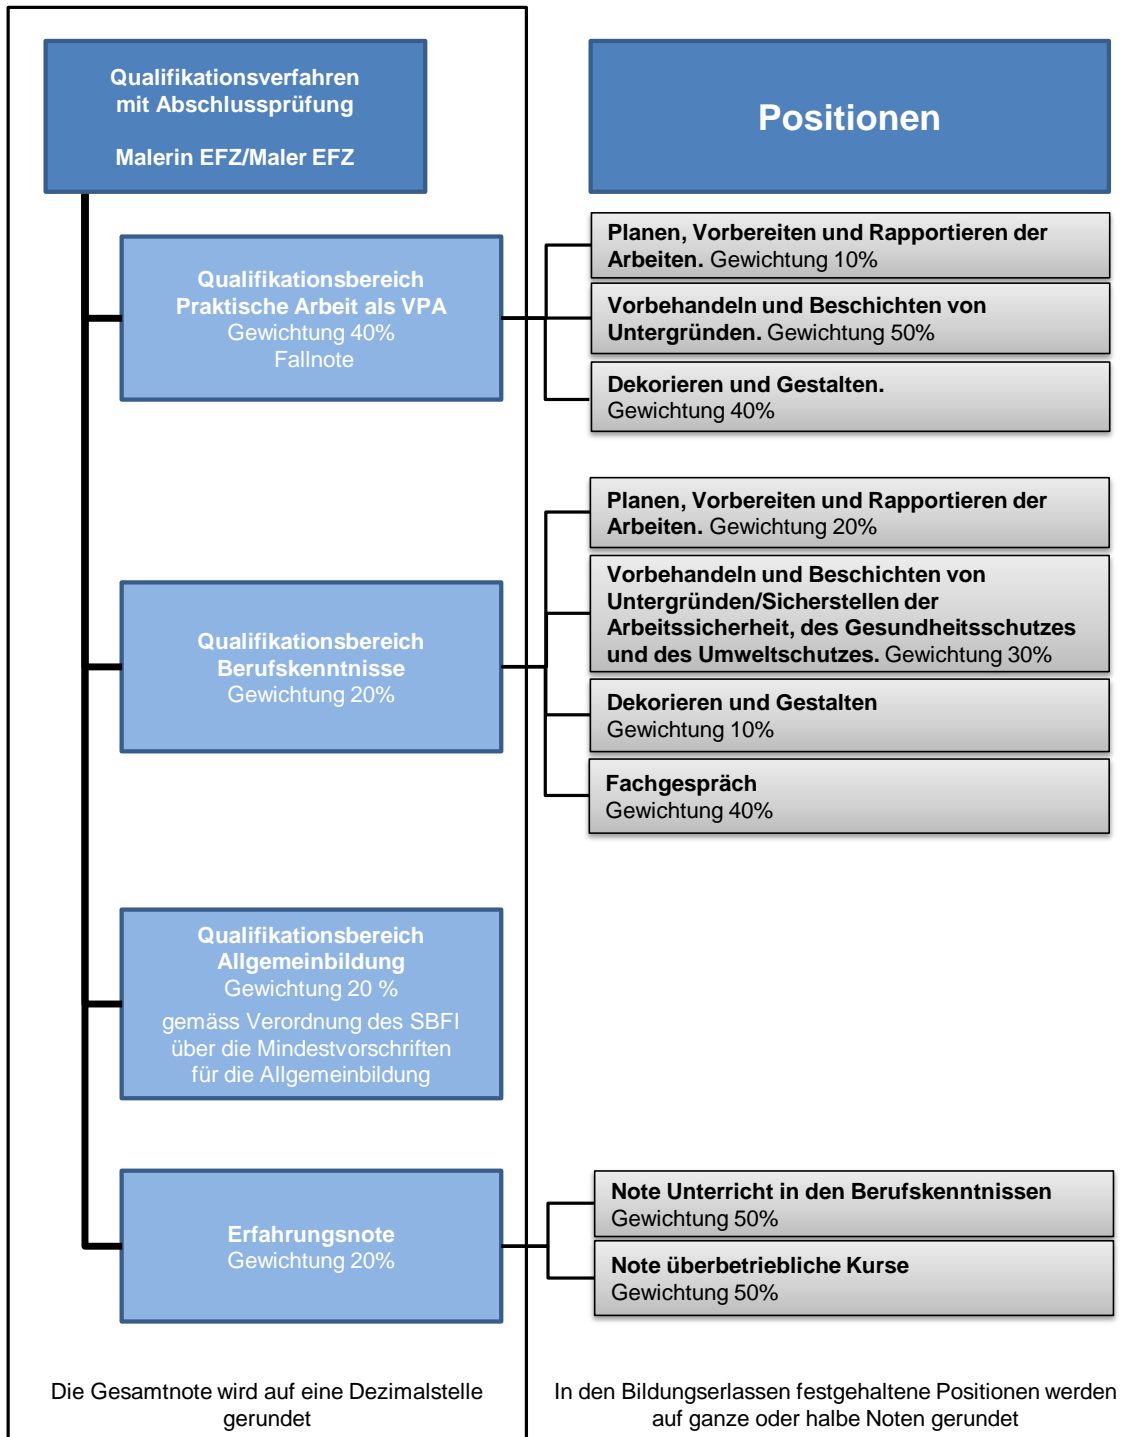 Qualifikationsverfahren
mit Abschlussprüfung
Malerin EFZ/Maler EFZ
Positionen
Qualifikationsbereich
Praktische Arbeit als VPA
Gewichtung 40%
Fallnote
Planen, Vorbereiten und Rapportieren der
Arbeiten. Gewichtung 10%
Vorbehandeln und Beschichten von
Untergründen. Gewichtung 50%
Dekorieren und Gestalten.
Gewichtung 40%
Qualifikationsbereich
Berufskenntnisse
Gewichtung 20%
Planen, Vorbereiten und Rapportieren der
Arbeiten. Gewichtung 20%
Vorbehandeln und Beschichten von
Untergründen/Sicherstellen der
Arbeitssicherheit, des Gesundheitsschutzes
und des Umweltschutzes. Gewichtung 30%
Dekorieren und Gestalten
Gewichtung 10%
Fachgespräch
Gewichtung 40%
Qualifikationsbereich
Allgemeinbildung
Gewichtung 20 %
gemäss Verordnung des SBFI
über die Mindestvorschriften
für die Allgemeinbildung
Erfahrungsnote
Gewichtung 20%
Note Unterricht in den Berufskenntnissen
Gewichtung 50%
Note überbetriebliche Kurse
Gewichtung 50%
Die Gesamtnote wird auf eine Dezimalstelle
gerundet
In den Bildungserlassen festgehaltene Positionen werden
auf ganze oder halbe Noten gerundet